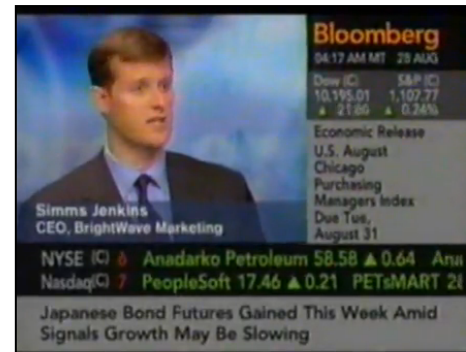 Bloomberg
04:17 AM MT 28 AUG
Dow (C) S&P (C)
10,195.01 1,107.77
▲ 21.60 ▲ 0.24%
Economic Release
U.S. August
Chicago
Purchasing
Managers Index
Due Tue,
August 31
Simms Jenkins
CEO, BrightWave Marketing
NYSE (C) 6 Anadarko Petroleum 58.58 ▲ 0.64 Ana
Nasdaq(C) 7 PeopleSoft 17.46 ▲ 0.21 PETsMART 28
Japanese Bond Futures Gained This Week Amid
Signals Growth May Be Slowing